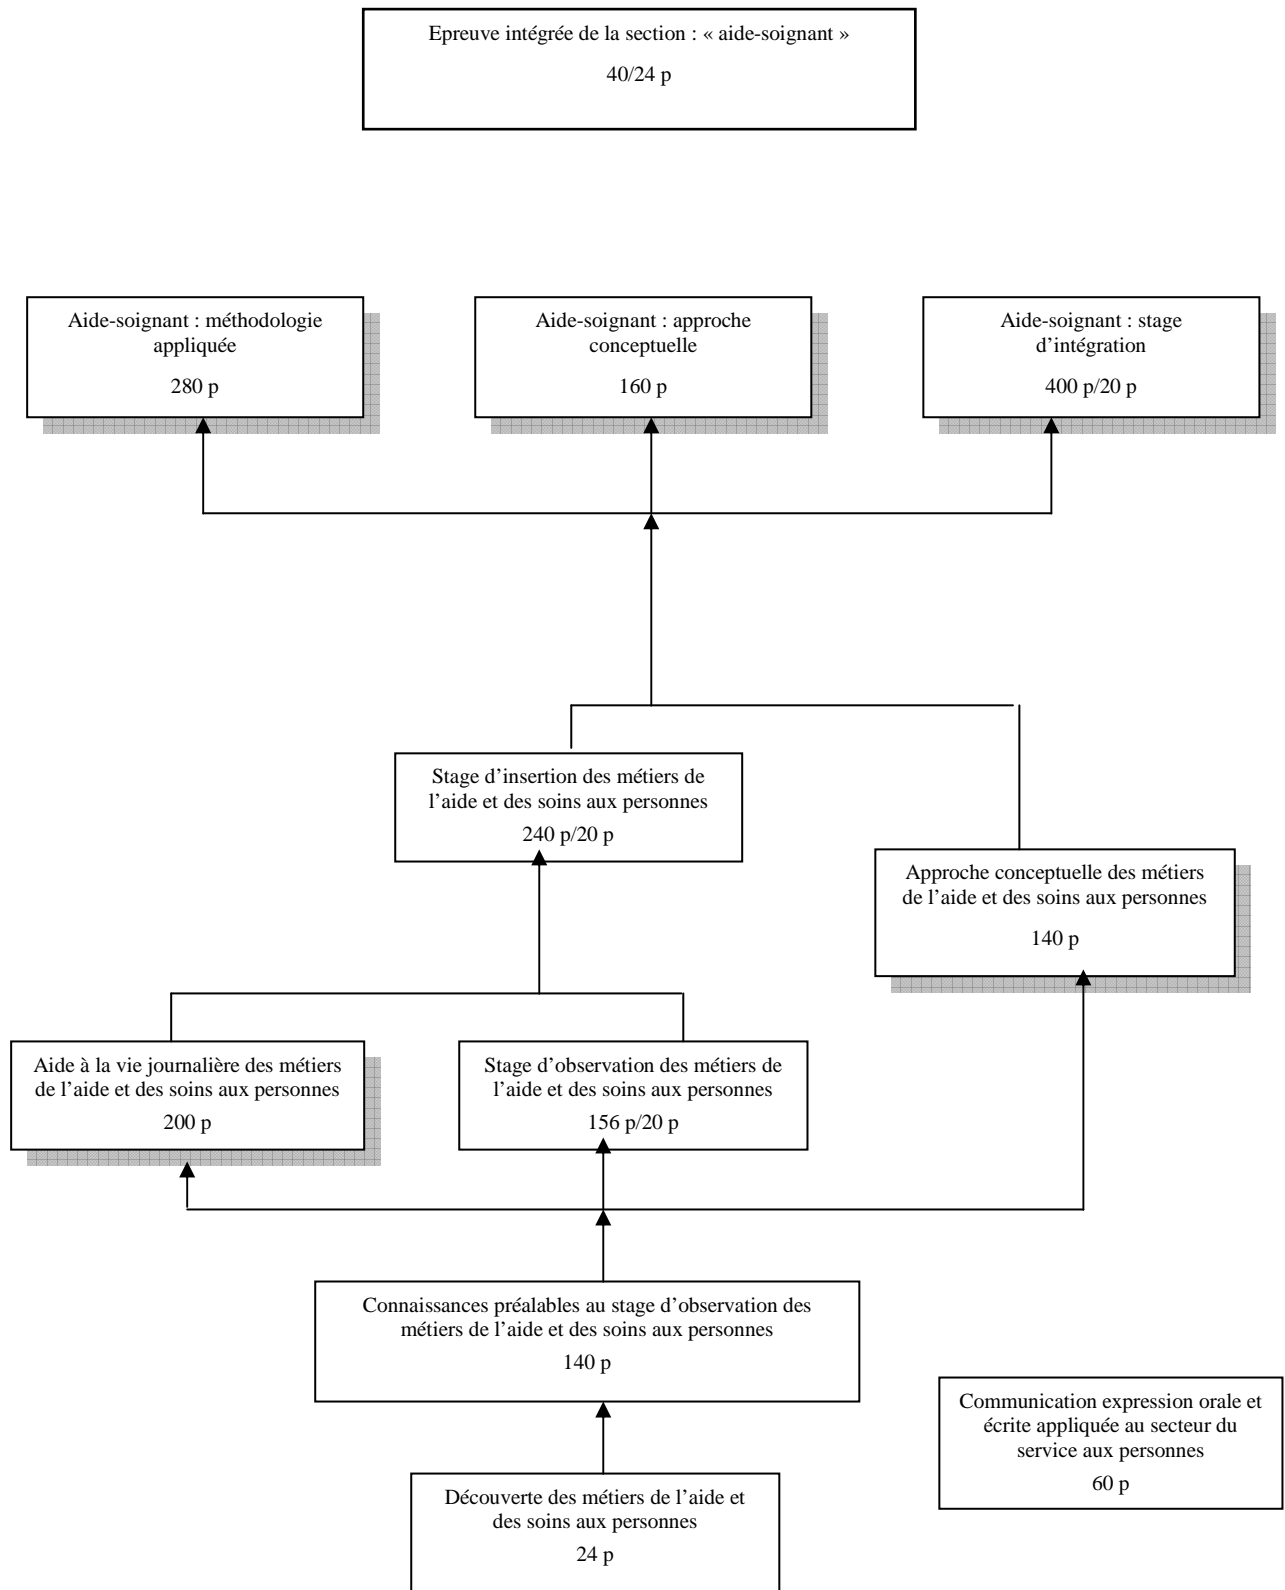 Epreuve intégrée de la section : « aide-soignant »
40/24 p
Aide-soignant : méthodologie
appliquée
280 p
Aide-soignant : approche
conceptuelle
160 p
Aide-soignant : stage
d’intégration
400 p/20 p
Stage d’insertion des métiers de
l’aide et des soins aux personnes
240 p/20 p
Approche conceptuelle des métiers
de l’aide et des soins aux personnes
140 p
Aide à la vie journalière des métiers
de l’aide et des soins aux personnes
200 p
Stage d’observation des métiers de
l’aide et des soins aux personnes
156 p/20 p
Connaissances préalables au stage d’observation des
métiers de l’aide et des soins aux personnes
140 p
Communication expression orale et
écrite appliquée au secteur du
service aux personnes
60 p
Découverte des métiers de l’aide et
des soins aux personnes
24 p